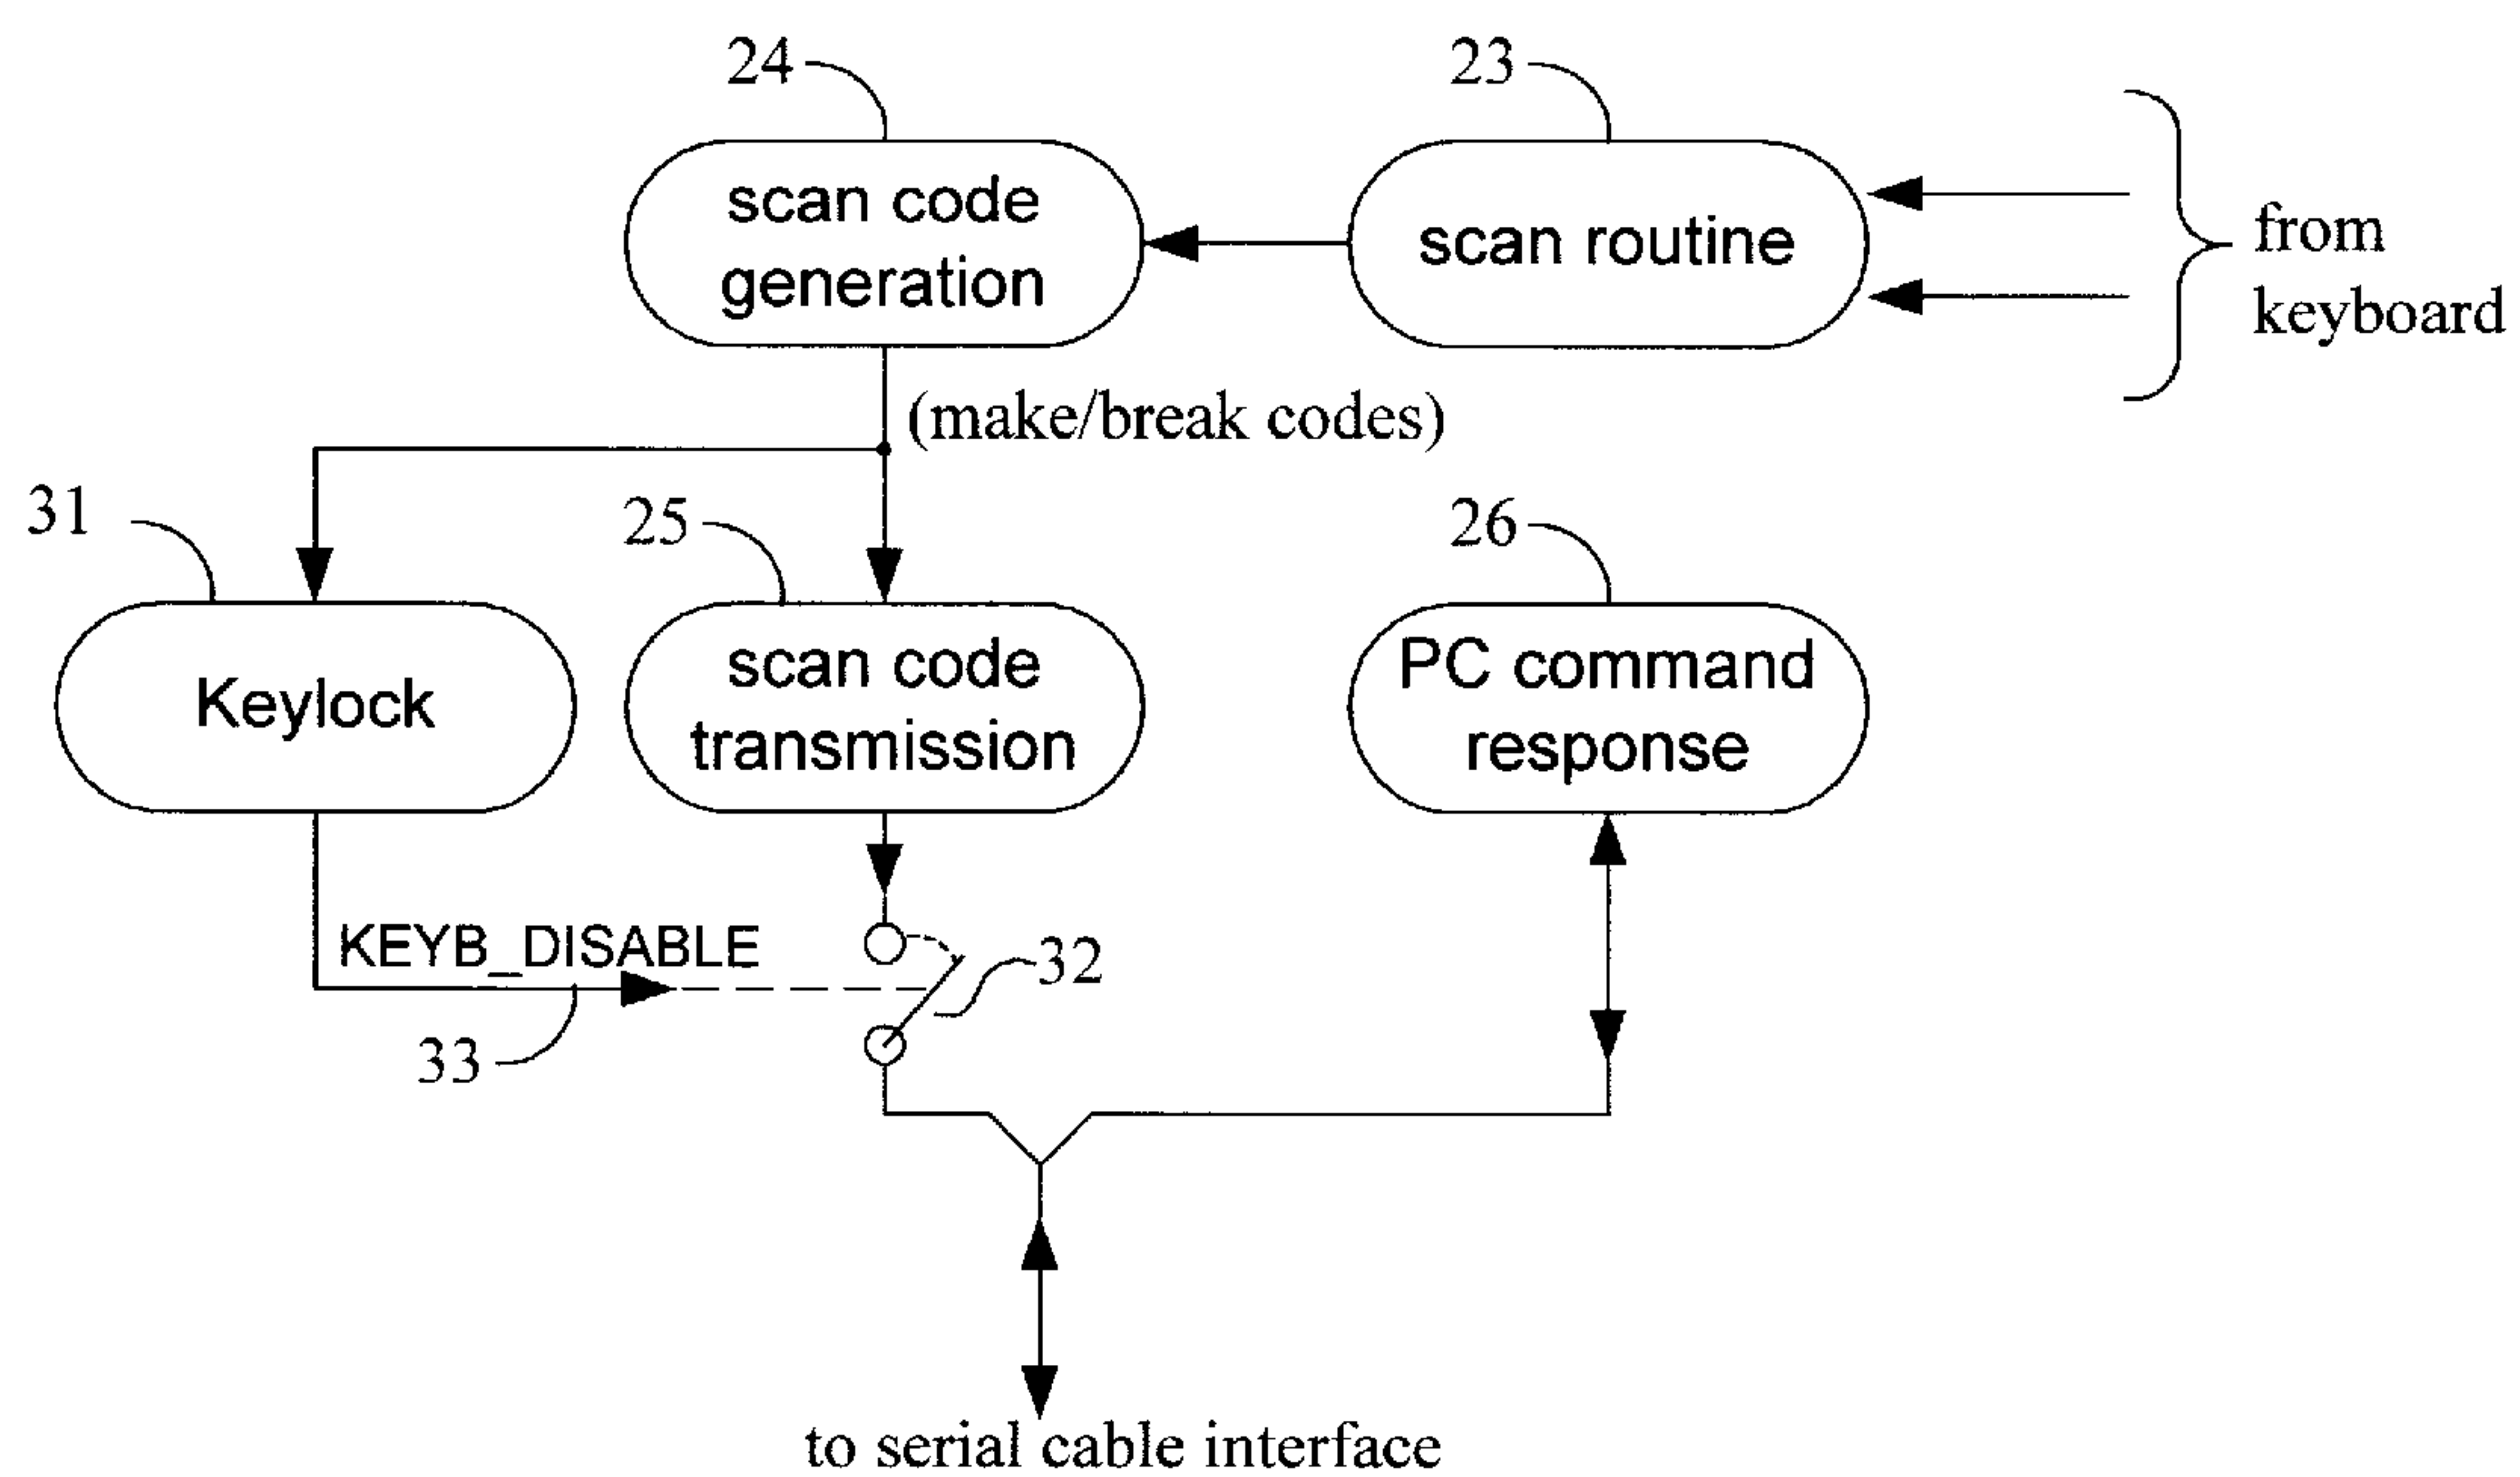 24
23
scan code
generation
scan routine
from
keyboard
(make/break codes)
31
25
26
Keylock
scan code
transmission
PC command
response
KEYB_DISABLE
32
33
to serial cable interface